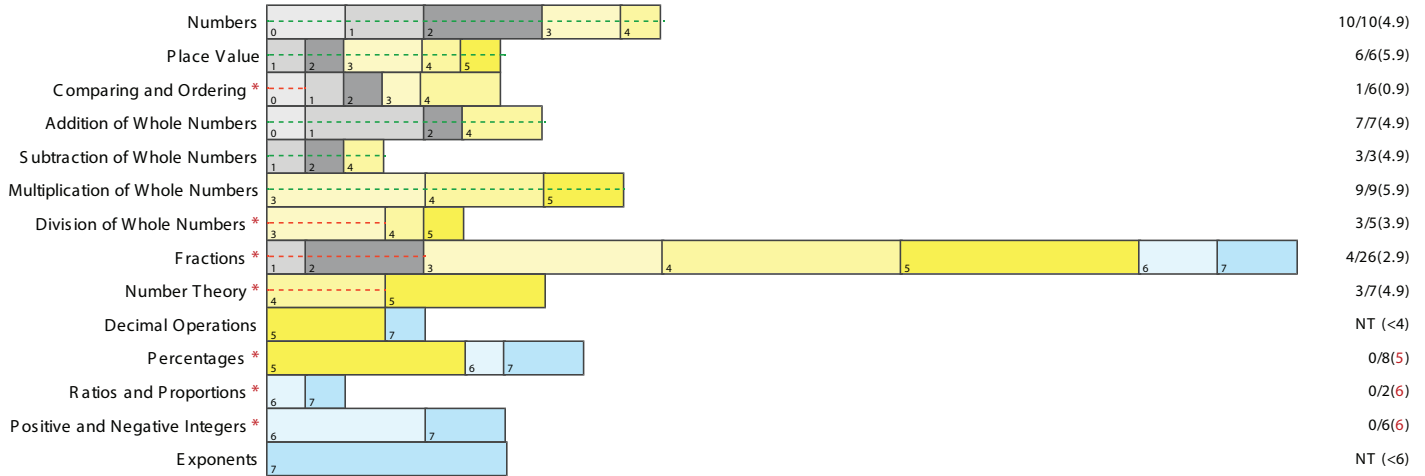 Numbers 0 1 2 3 4 10/10(4.9)
Place Value 1 2 3 4 5 6/6(5.9)
Comparing and Ordering * 0 1 2 3 4 1/6(0.9)
Addition of Whole Numbers 0 1 2 4 7/7(4.9)
Subtraction of Whole Numbers 1 2 4 3/3(4.9)
Multiplication of Whole Numbers 3 4 5 9/9(5.9)
Division of Whole Numbers * 3 4 5 3/5(3.9)
Fractions * 1 2 3 4 5 6 7 4/26(2.9)
Number Theory * 4 5 3/7(4.9)
Decimal Operations 5 7 NT (<4)
Percentages * 5 6 7 0/8(5)
Ratios and Proportions * 6 7 0/2(6)
Positive and Negative Integers * 6 7 0/6(6)
Exponents 7 NT (<6)